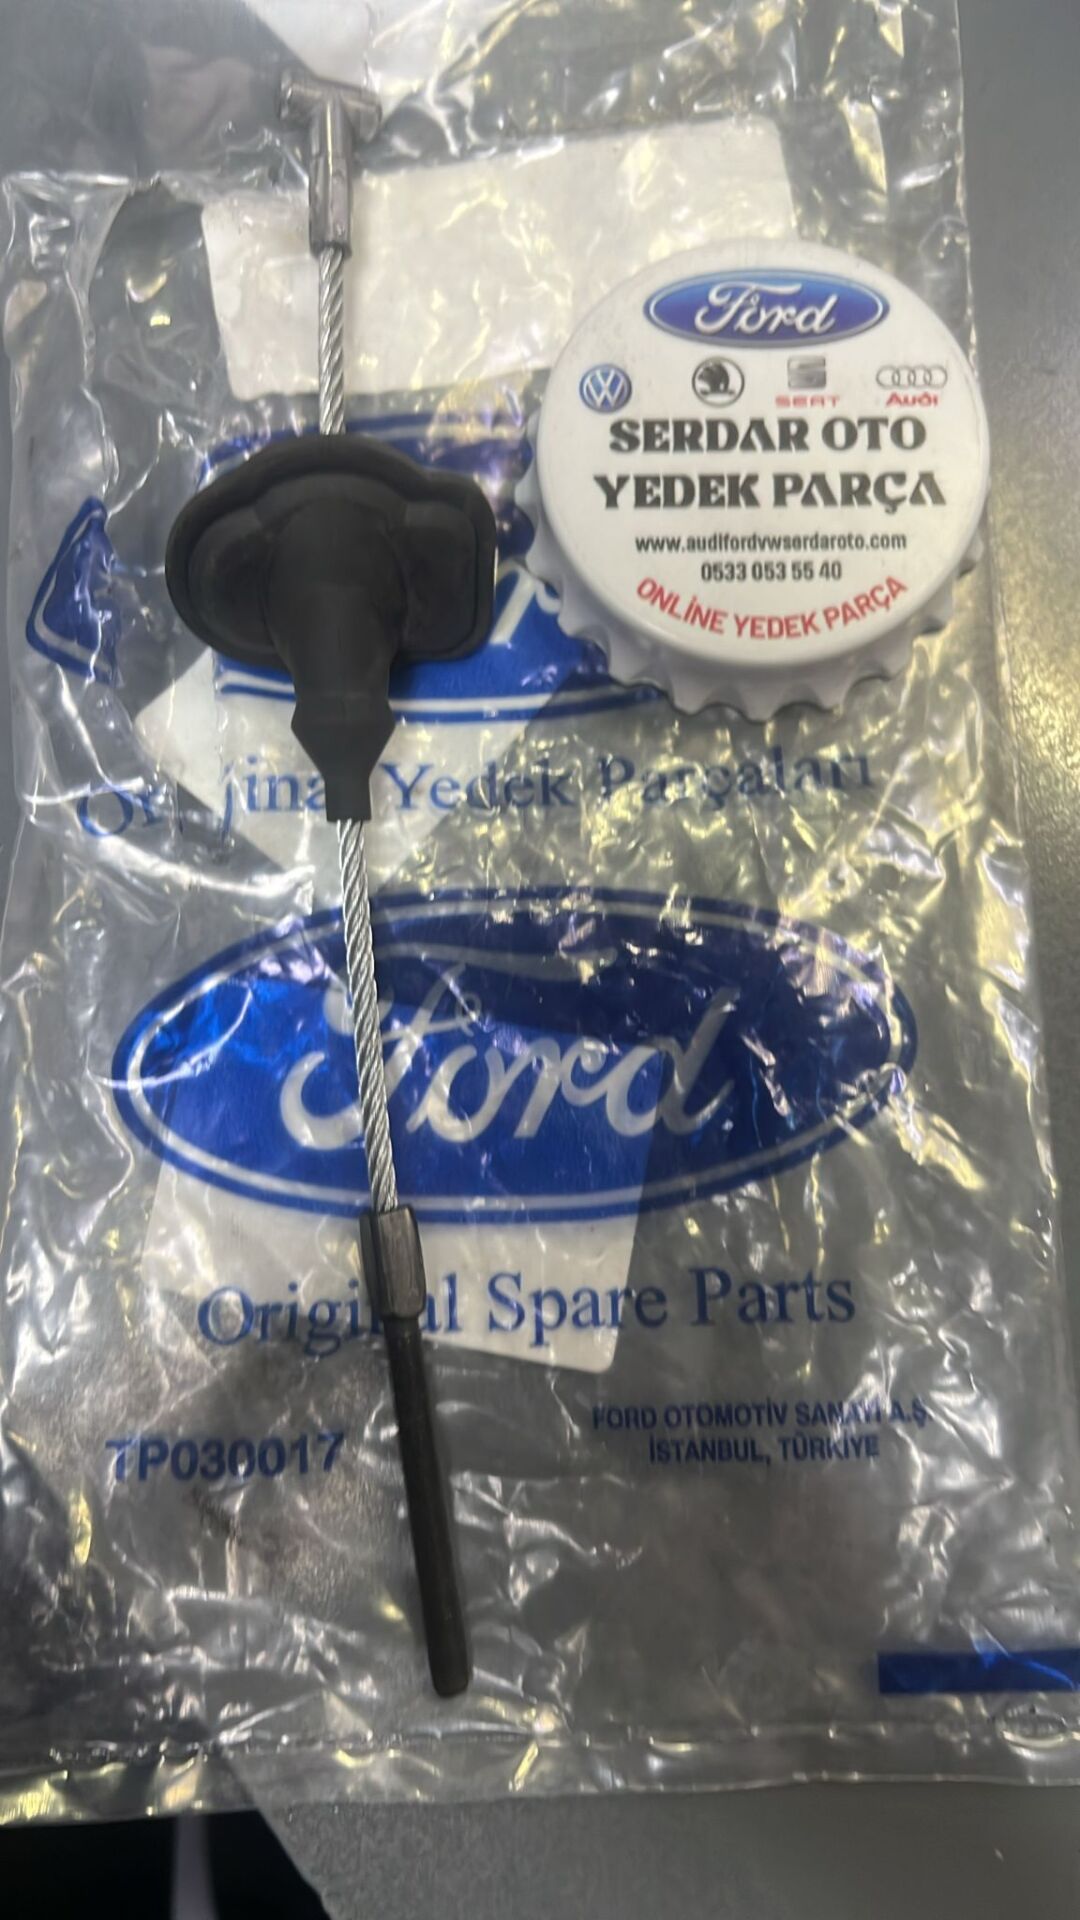 Ford
SEAT
Audi
SERDAR OTO
YEDEK PARÇA
www.audifordvwserdaroto.com
0533 053 55 40
ONLİNE YEDEK PARÇA
Yedek Parçaları
Ford
Original Spare Parts
TP030017
FORD OTOMOTİV SANAYİ A.Ş.
İSTANBUL, TÜRKİYE